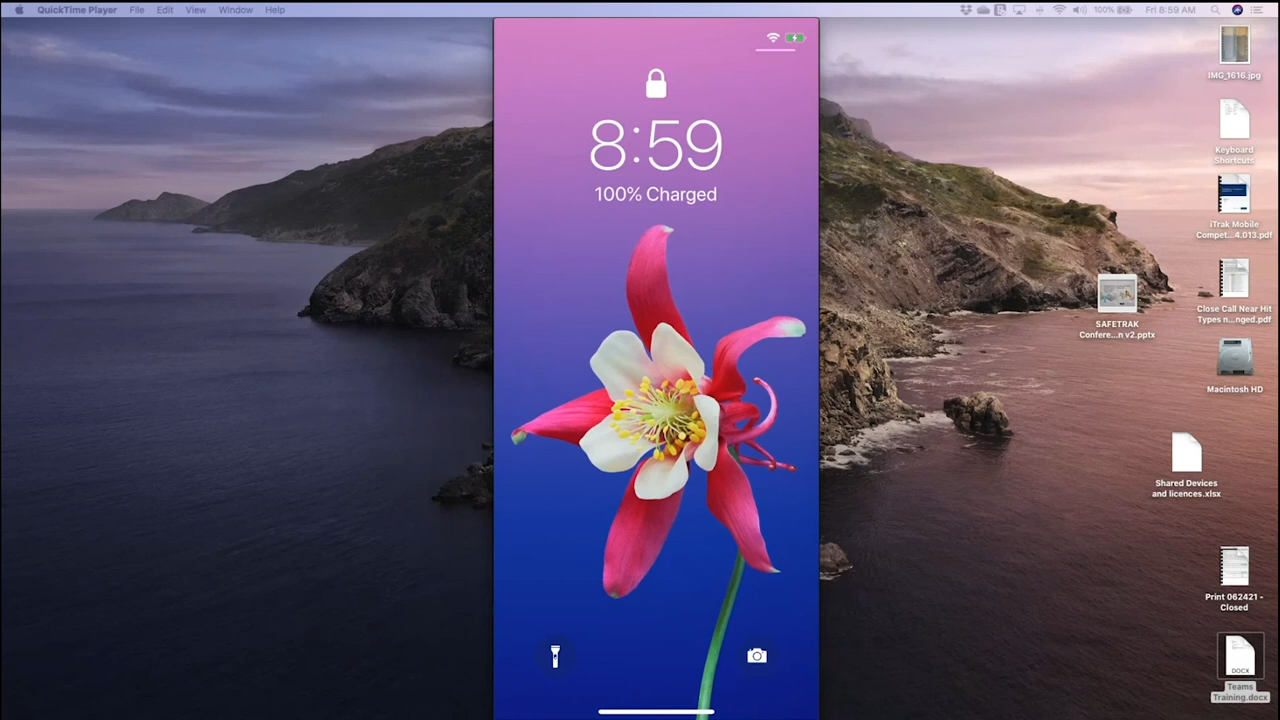 QuickTime Player File Edit View Window Help
100% Fri 8:59 AM
8:59
100% Charged
IMG_1616.jpg
Keyboard
Shortcuts
iTrak Mobile
Compet...4.013.pdf
Close Call Near Hit
Types n...nged.pdf
SAFETRAK
Confere...n v2.pptx
Macintosh HD
Shared Devices
and licences.xlsx
Print 062421 -
Closed
DOCX
Teams
Training.docx